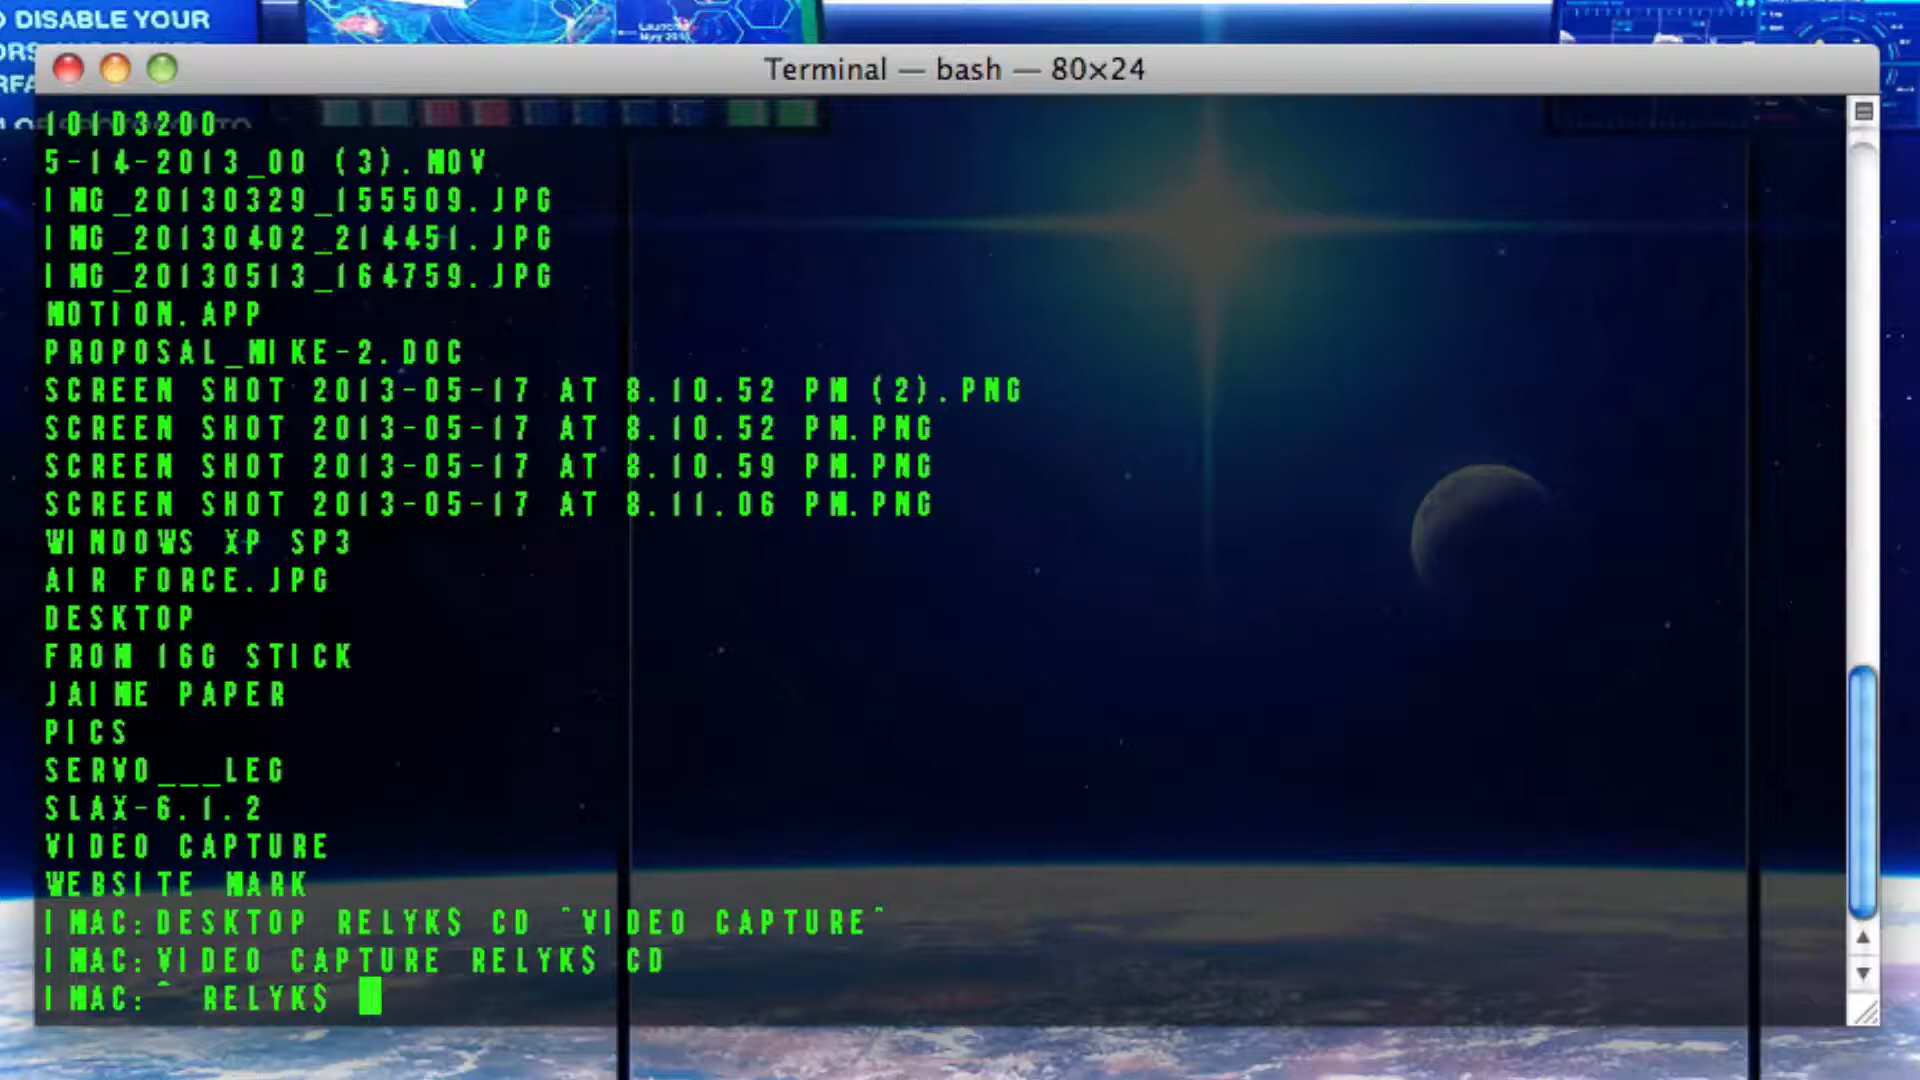 O DISABLE YOUR
Terminal — bash — 80×24
101D3200
5-14-2013_00 (3).MOV
IMG_20130329_155509.JPG
IMG_20130402_214451.JPG
IMG_20130513_164759.JPG
MOTION.APP
PROPOSAL_MIKE-2.DOC
SCREEN SHOT 2013-05-17 AT 8.10.52 PM (2).PNG
SCREEN SHOT 2013-05-17 AT 8.10.52 PM.PNG
SCREEN SHOT 2013-05-17 AT 8.10.59 PM.PNG
SCREEN SHOT 2013-05-17 AT 8.11.06 PM.PNG
WINDOWS XP SP3
AIR FORCE.JPG
DESKTOP
FROM 16G STICK
JAIME PAPER
PICS
SERVO___LEG
SLAX-6.1.2
VIDEO CAPTURE
WEBSITE MARK
IMAC:DESKTOP RELYK$ CD "VIDEO CAPTURE"
IMAC:VIDEO CAPTURE RELYK$ CD
IMAC:~ RELYK$